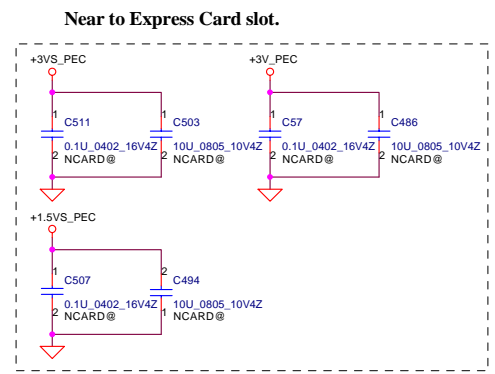 Near to Express Card slot.
+3VS_PEC
1
C511
0.1U_0402_16V4Z
2
NCARD@
1
C503
10U_0805_10V4Z
2
NCARD@
+3V_PEC
1
C57
0.1U_0402_16V4Z
2
NCARD@
1
C486
10U_0805_10V4Z
2
NCARD@
+1.5VS_PEC
1
C507
0.1U_0402_16V4Z
2
NCARD@
2
C494
10U_0805_10V4Z
1
NCARD@